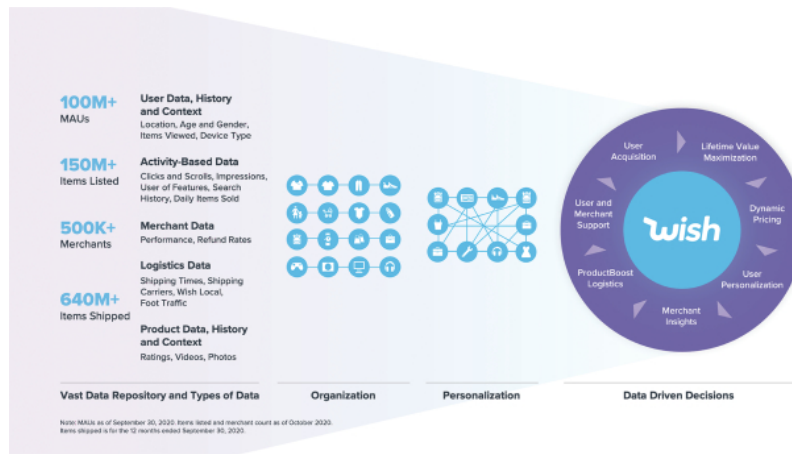 100M+
MAUs
User Data, History
and Context
Location, Age and Gender,
Items Viewed, Device Type
150M+
Items Listed
Activity-Based Data
Clicks and Scrolls, Impressions,
User of Features, Search
History, Daily Items Sold
500K+
Merchants
Merchant Data
Performance, Refund Rates
Logistics Data
Shipping Times, Shipping
Carriers, Wish Local,
Foot Traffic
640M+
Items Shipped
Product Data, History
and Context
Ratings, Videos, Photos
User
Acquisition
Lifetime Value
Maximization
Dynamic
Pricing
User
Personalization
Merchant
Insights
ProductBoost
Logistics
User and
Merchant
Support
wish
Vast Data Repository and Types of Data
Organization
Personalization
Data Driven Decisions
Note: MAUs as of September 30, 2020. Items listed and merchant count as of October 2020.
Items shipped is for the 12 months ended September 30, 2020.